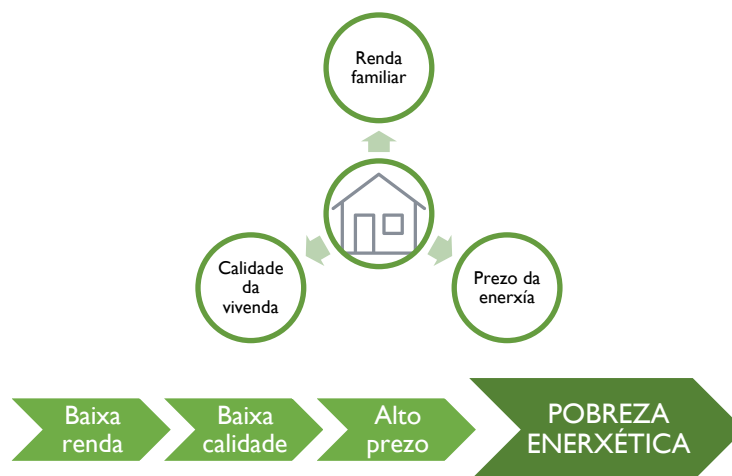 Renda
familiar
Calidade
da
vivenda
Prezo da
enerxía
Baixa
renda
Baixa
calidade
Alto
prezo
POBREZA
ENERXÉTICA